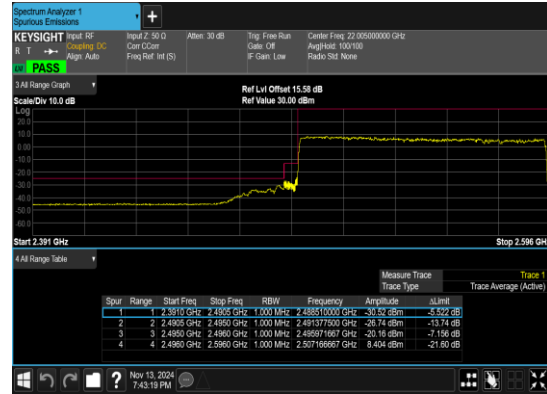 Spectrum Analyzer 1
Spurious Emissions
+
KEYSIGHT Input: RF Input Z: 50 Ω Atten: 30 dB Trig: Free Run Center Freq: 22.005000000 GHz
R T Coupling: DC Corr CCorr Gate: Off Avg|Hold: 100/100
Align: Auto Freq Ref: Int (S) IF Gain: Low Radio Std: None
PASS
3 All Range Graph
Ref Lvl Offset 15.58 dB
Scale/Div 10.0 dB Ref Value 30.00 dBm
Log
20.0
10.0
0.00
-10.0
-20.0
-30.0
-40.0
-50.0
-60.0
Start 2.391 GHz Stop 2.596 GHz
4 All Range Table
Measure Trace Trace 1
Trace Type Trace Average (Active)
Spur Range Start Freq Stop Freq RBW Frequency Amplitude ΔLimit
1 1 2.3910 GHz 2.4905 GHz 1.000 MHz 2.488510000 GHz -30.52 dBm -5.522 dB
2 2 2.4905 GHz 2.4950 GHz 1.000 MHz 2.491377500 GHz -26.74 dBm -13.74 dB
3 3 2.4950 GHz 2.4960 GHz 1.000 MHz 2.495971667 GHz -20.16 dBm -7.156 dB
4 4 2.4960 GHz 2.5960 GHz 1.000 MHz 2.507166667 GHz 8.404 dBm -21.60 dB
? Nov 13, 2024
7:43:19 PM